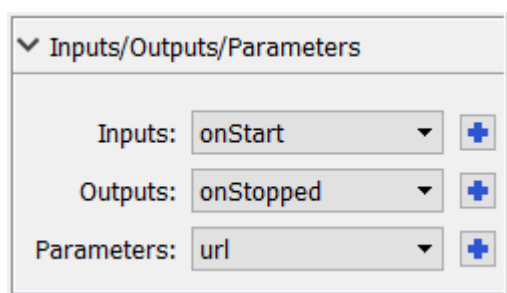 Inputs/Outputs/Parameters
Inputs: onStart
Outputs: onStopped
Parameters: url